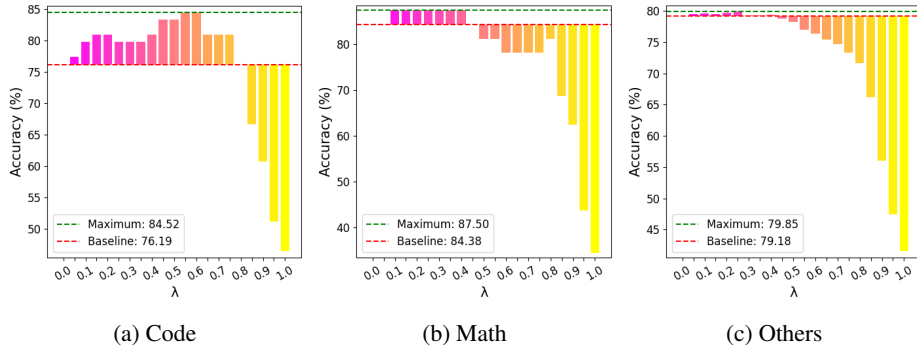 85
80
75
70
65
60
55
50
Accuracy (%)
Maximum: 84.52
Baseline: 76.19
0.0 0.1 0.2 0.3 0.4 0.5 0.6 0.7 0.8 0.9 1.0
λ
(a) Code
80
70
60
50
40
Accuracy (%)
Maximum: 87.50
Baseline: 84.38
0.0 0.1 0.2 0.3 0.4 0.5 0.6 0.7 0.8 0.9 1.0
λ
(b) Math
80
75
70
65
60
55
50
45
Accuracy (%)
Maximum: 79.85
Baseline: 79.18
0.0 0.1 0.2 0.3 0.4 0.5 0.6 0.7 0.8 0.9 1.0
λ
(c) Others